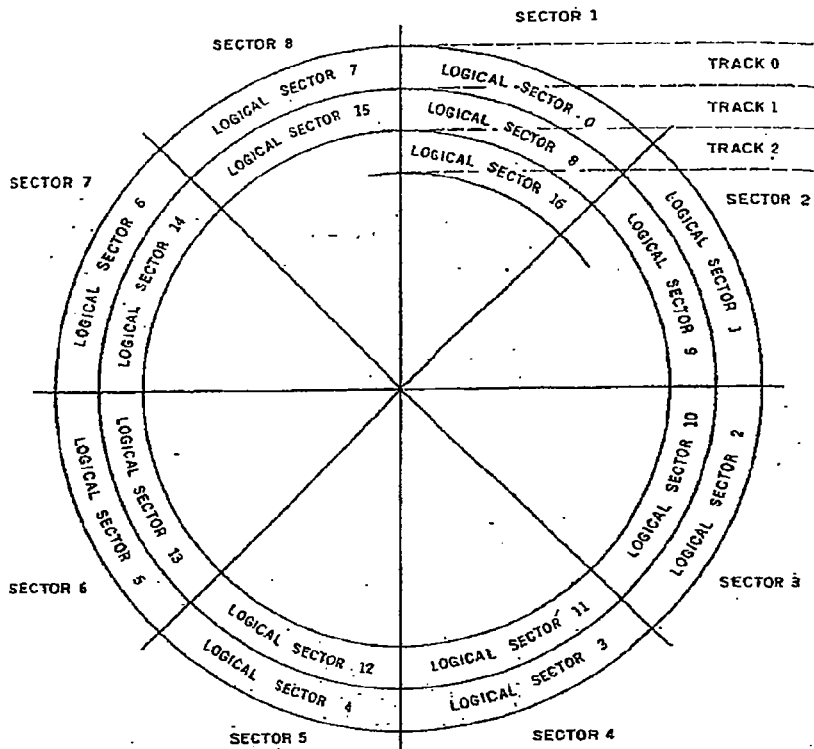 SECTOR 1
SECTOR 8
TRACK 0
TRACK 1
TRACK 2
SECTOR 7
SECTOR 2
LOGICAL SECTOR 7
LOGICAL SECTOR 0
LOGICAL SECTOR 15
LOGICAL SECTOR 8
LOGICAL SECTOR 16
LOGICAL SECTOR 6
LOGICAL SECTOR 14
LOGICAL SECTOR 9
LOGICAL SECTOR 1
LOGICAL SECTOR 5
LOGICAL SECTOR 13
LOGICAL SECTOR 10
LOGICAL SECTOR 2
SECTOR 6
SECTOR 3
LOGICAL SECTOR 12
LOGICAL SECTOR 11
LOGICAL SECTOR 4
LOGICAL SECTOR 3
SECTOR 5
SECTOR 4